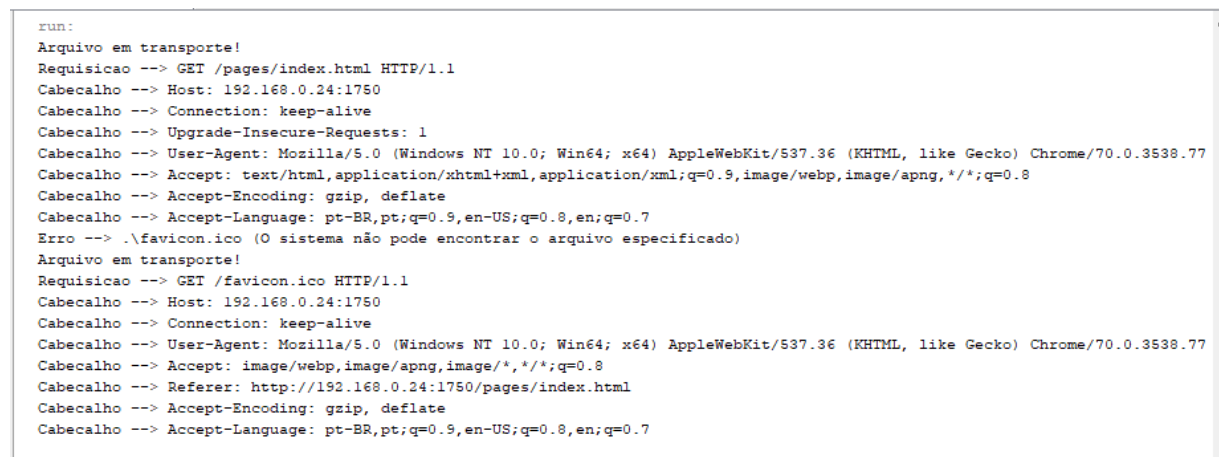 run:
Arquivo em transporte!
Requisicao --> GET /pages/index.html HTTP/1.1
Cabecalho --> Host: 192.168.0.24:1750
Cabecalho --> Connection: keep-alive
Cabecalho --> Upgrade-Insecure-Requests: 1
Cabecalho --> User-Agent: Mozilla/5.0 (Windows NT 10.0; Win64; x64) AppleWebKit/537.36 (KHTML, like Gecko) Chrome/70.0.3538.77
Cabecalho --> Accept: text/html,application/xhtml+xml,application/xml;q=0.9,image/webp,image/apng,*/*;q=0.8
Cabecalho --> Accept-Encoding: gzip, deflate
Cabecalho --> Accept-Language: pt-BR,pt;q=0.9,en-US;q=0.8,en;q=0.7
Erro --> .\favicon.ico (O sistema não pode encontrar o arquivo especificado)
Arquivo em transporte!
Requisicao --> GET /favicon.ico HTTP/1.1
Cabecalho --> Host: 192.168.0.24:1750
Cabecalho --> Connection: keep-alive
Cabecalho --> User-Agent: Mozilla/5.0 (Windows NT 10.0; Win64; x64) AppleWebKit/537.36 (KHTML, like Gecko) Chrome/70.0.3538.77
Cabecalho --> Accept: image/webp,image/apng,image/*,*/*;q=0.8
Cabecalho --> Referer: http://192.168.0.24:1750/pages/index.html
Cabecalho --> Accept-Encoding: gzip, deflate
Cabecalho --> Accept-Language: pt-BR,pt;q=0.9,en-US;q=0.8,en;q=0.7